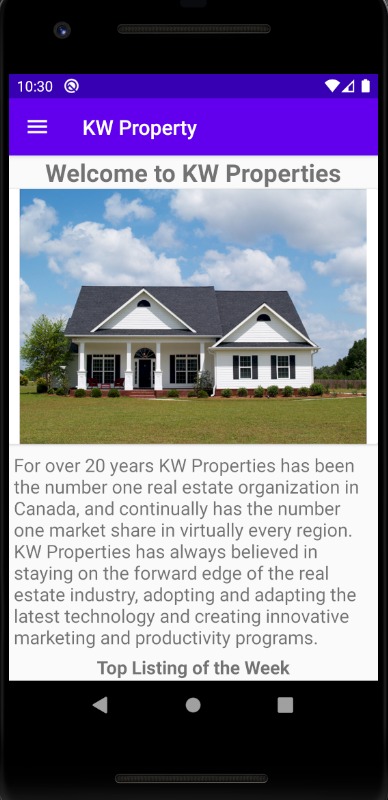 10:30
KW Property
Welcome to KW Properties
For over 20 years KW Properties has been
the number one real estate organization in
Canada, and continually has the number
one market share in virtually every region.
KW Properties has always believed in
staying on the forward edge of the real
estate industry, adopting and adapting the
latest technology and creating innovative
marketing and productivity programs.
Top Listing of the Week